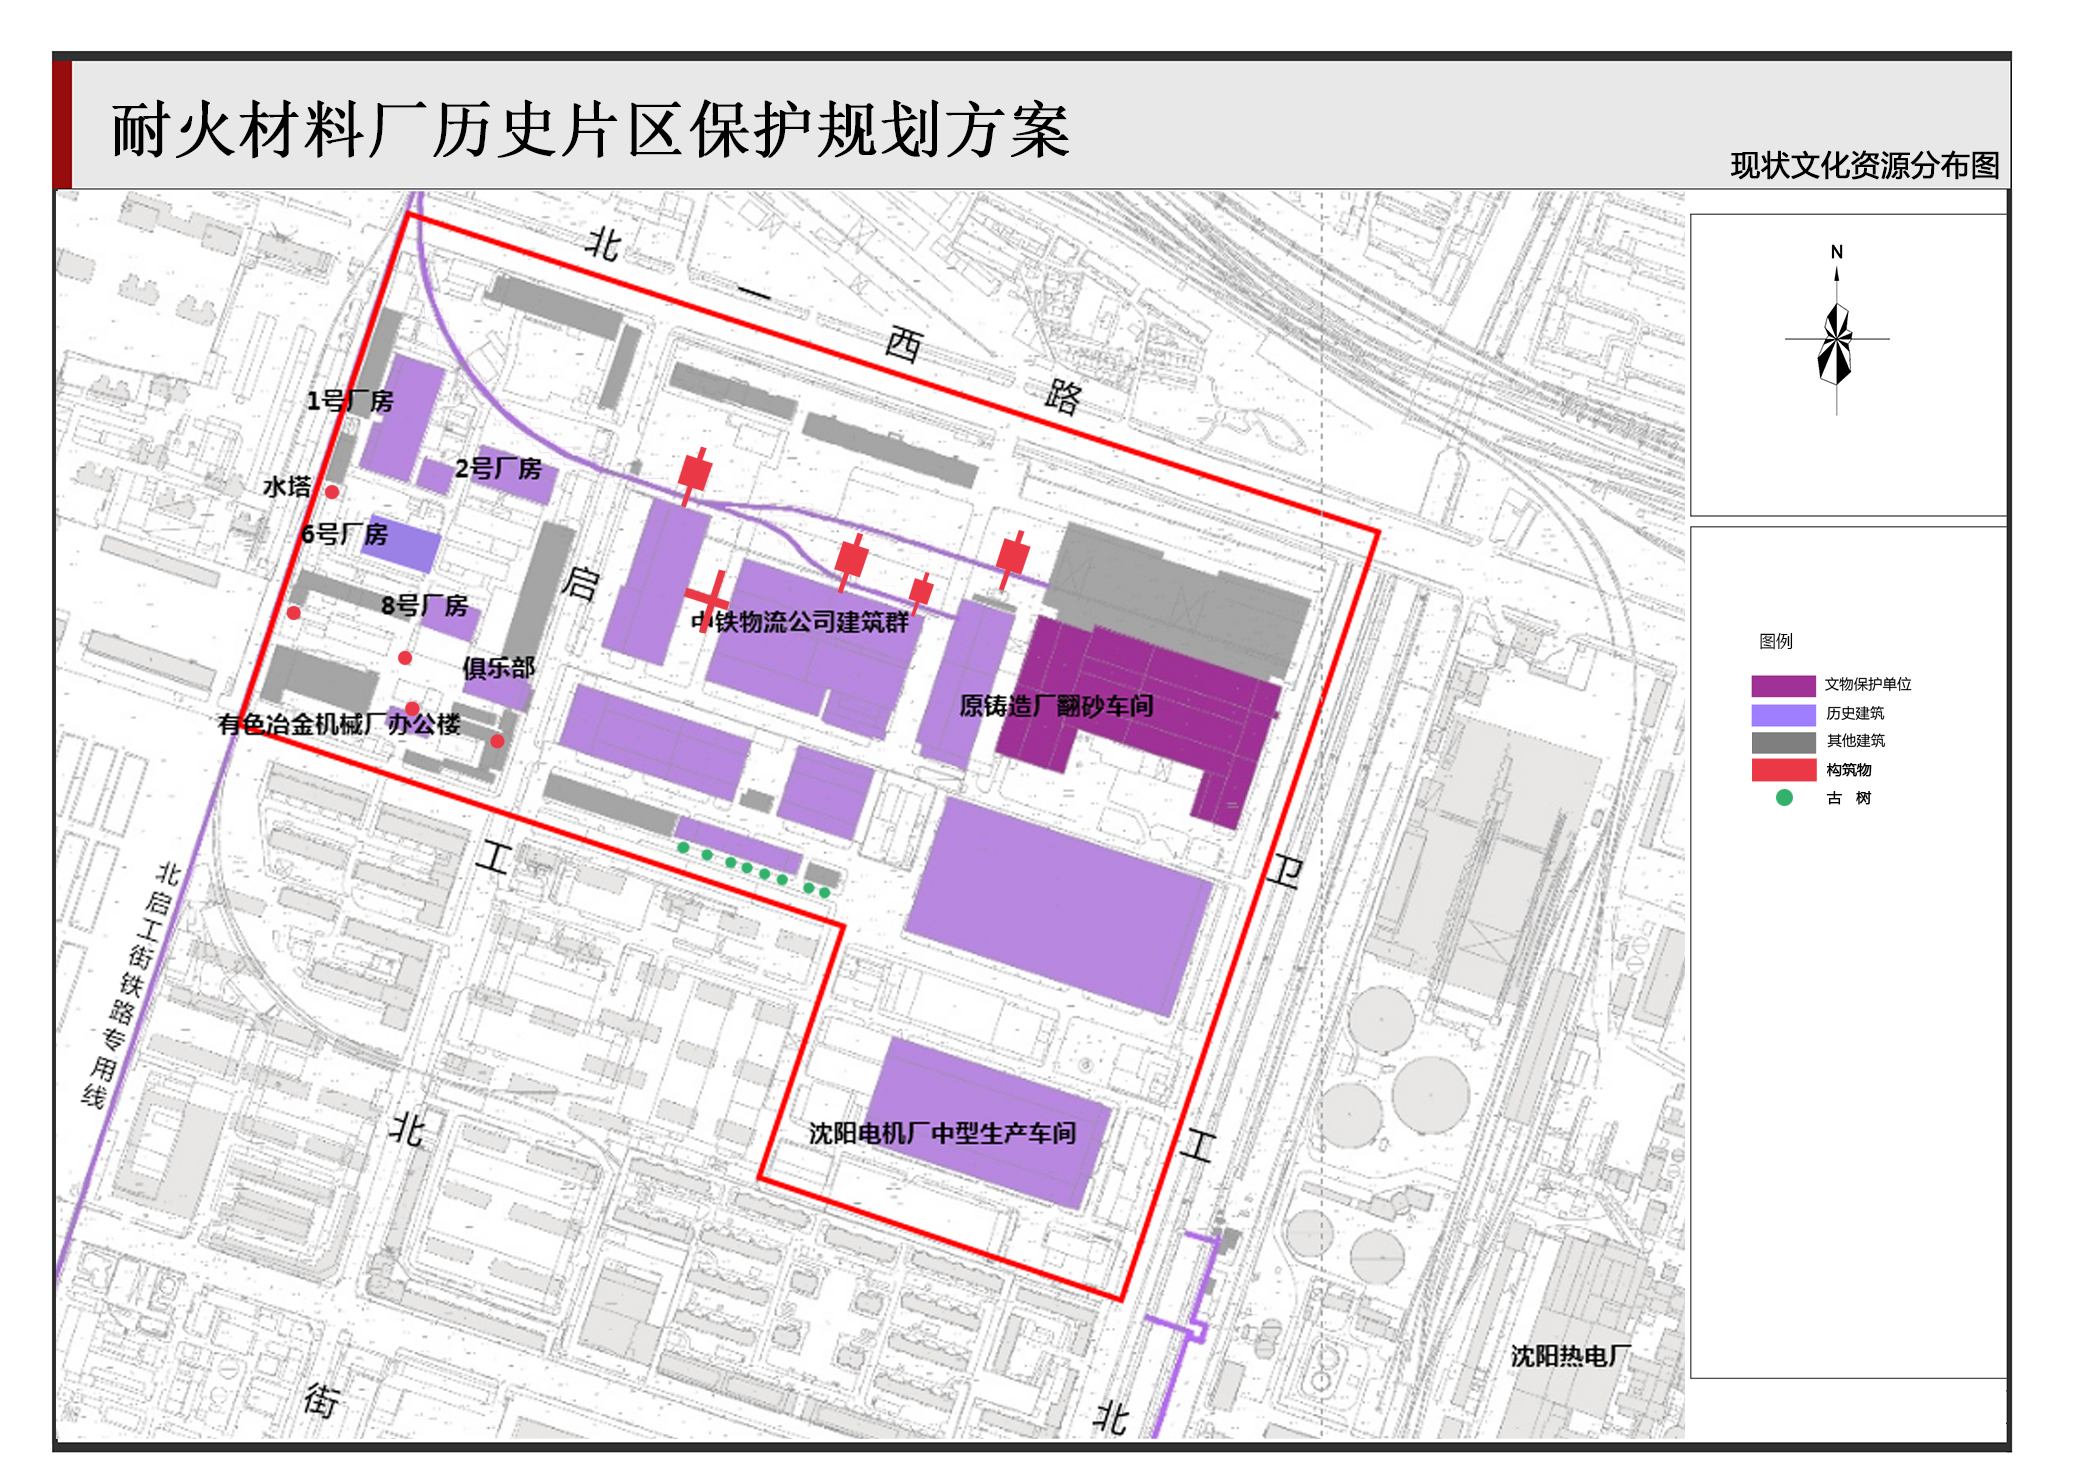 耐火材料厂历史片区保护规划方案
现状文化资源分布图
N
北一西路
1号厂房
2号厂房
水塔
6号厂房
启
8号厂房
中铁物流公司建筑群
俱乐部
原铸造厂翻砂车间
有色冶金机械厂办公楼
图例
文物保护单位
历史建筑
其他建筑
构筑物
古 树
工
卫
北启工街铁路专用线
北
沈阳电机厂中型生产车间
工
沈阳热电厂
街
北